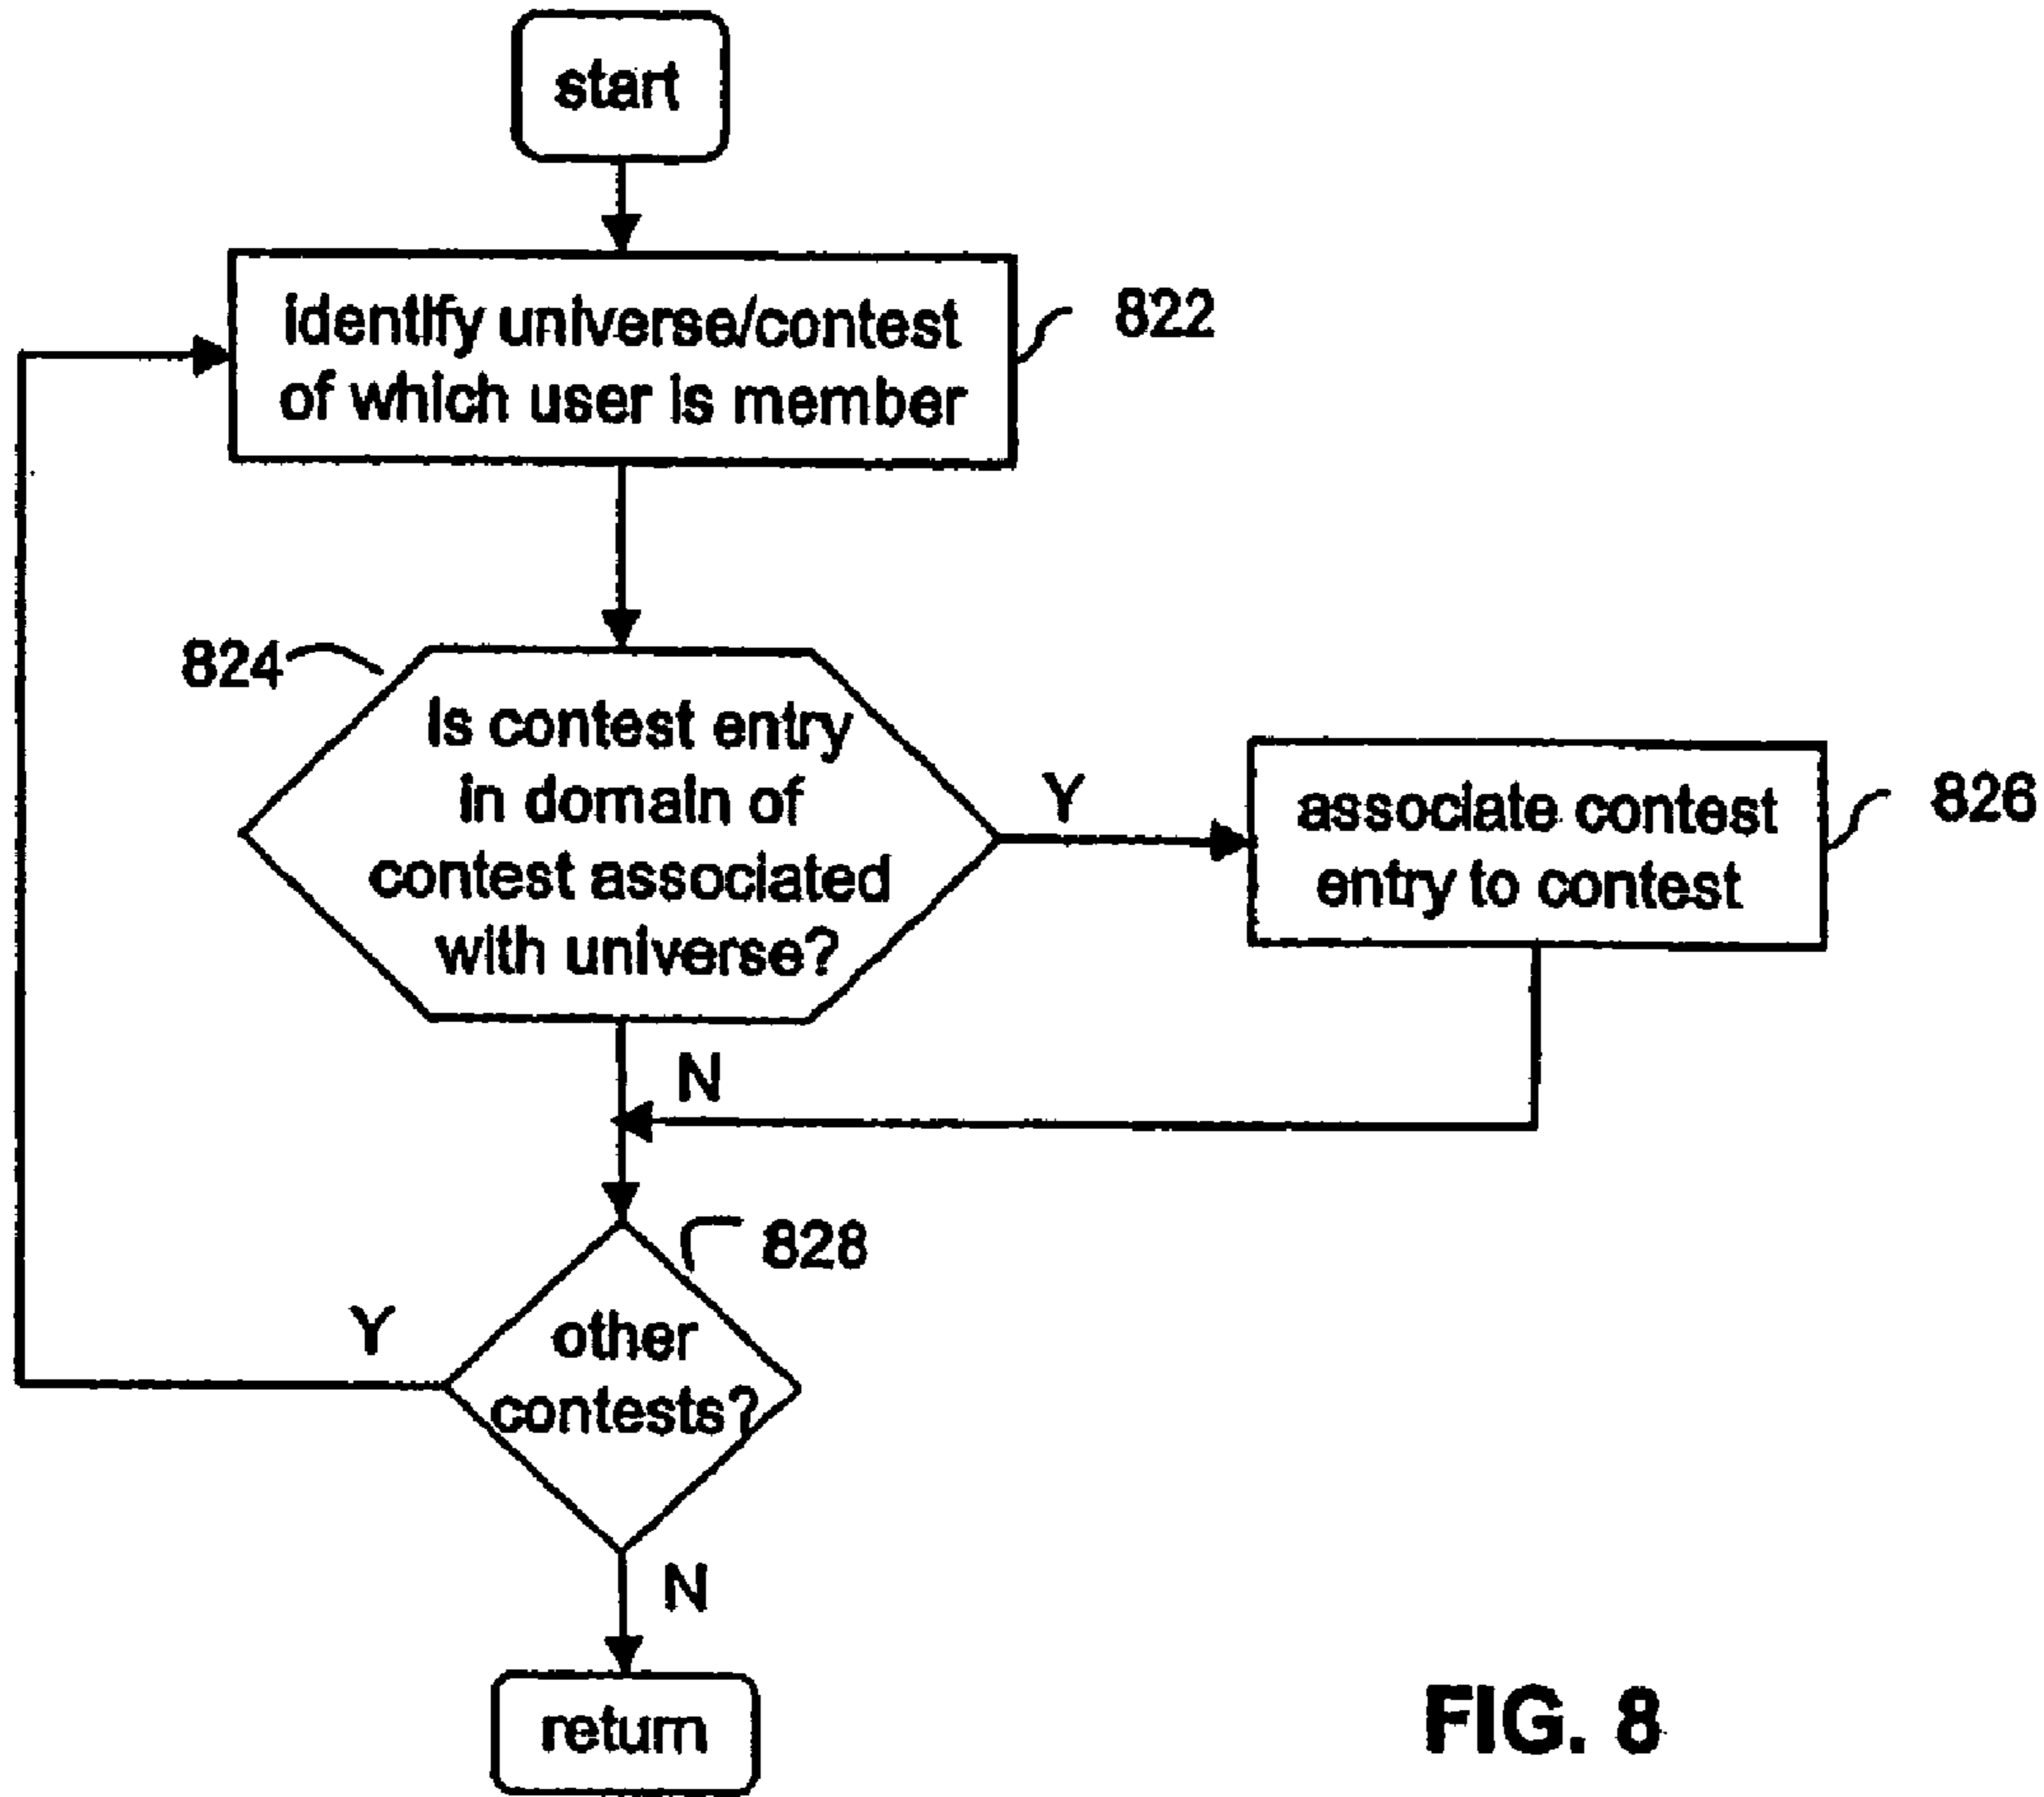 start
identify universe/contest
of which user is member
822
824
Is contest entry
in domain of
contest associated
with universe?
Y
associate contest
entry to contest
826
N
828
other
contests?
Y
N
return
FIG. 8